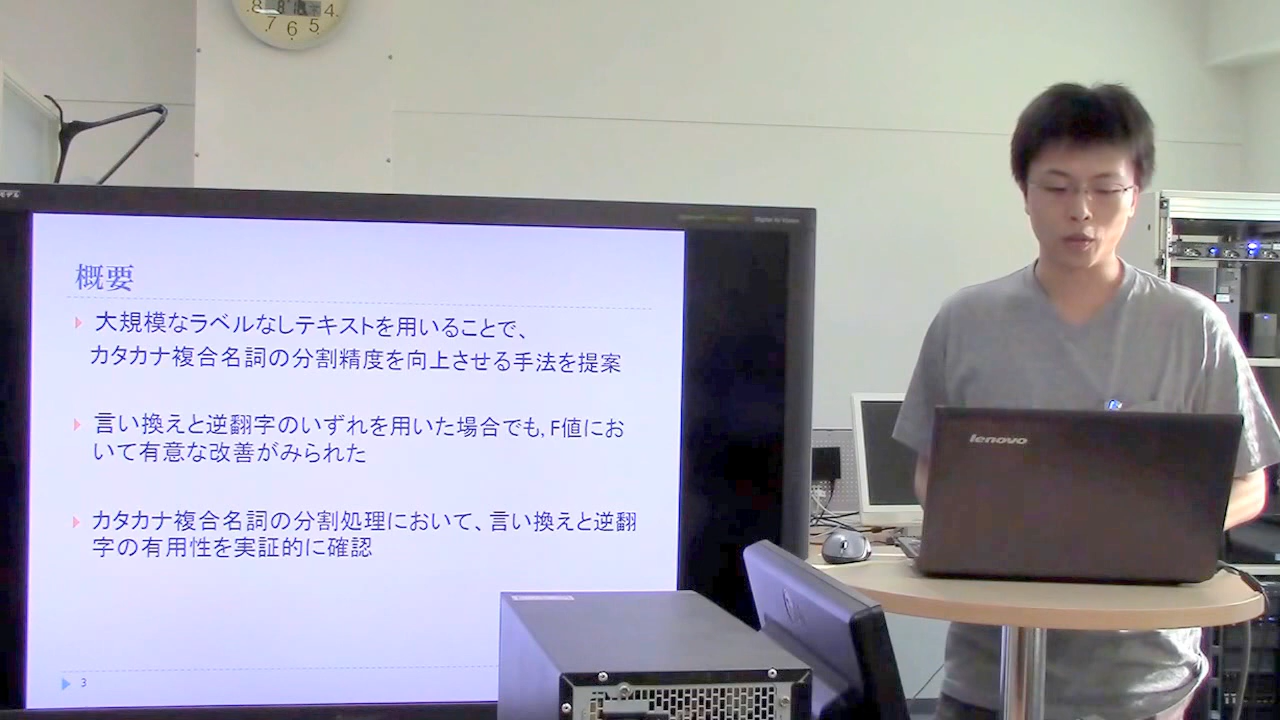 8 7 6 5 4
概要
大規模なラベルなしテキストを用いることで、
カタカナ複合名詞の分割精度を向上させる手法を提案
言い換えと逆翻字のいずれを用いた場合でも, F値にお
いて有意な改善がみられた
カタカナ複合名詞の分割処理において、言い換えと逆翻
字の有用性を実証的に確認
3
lenovo
hp